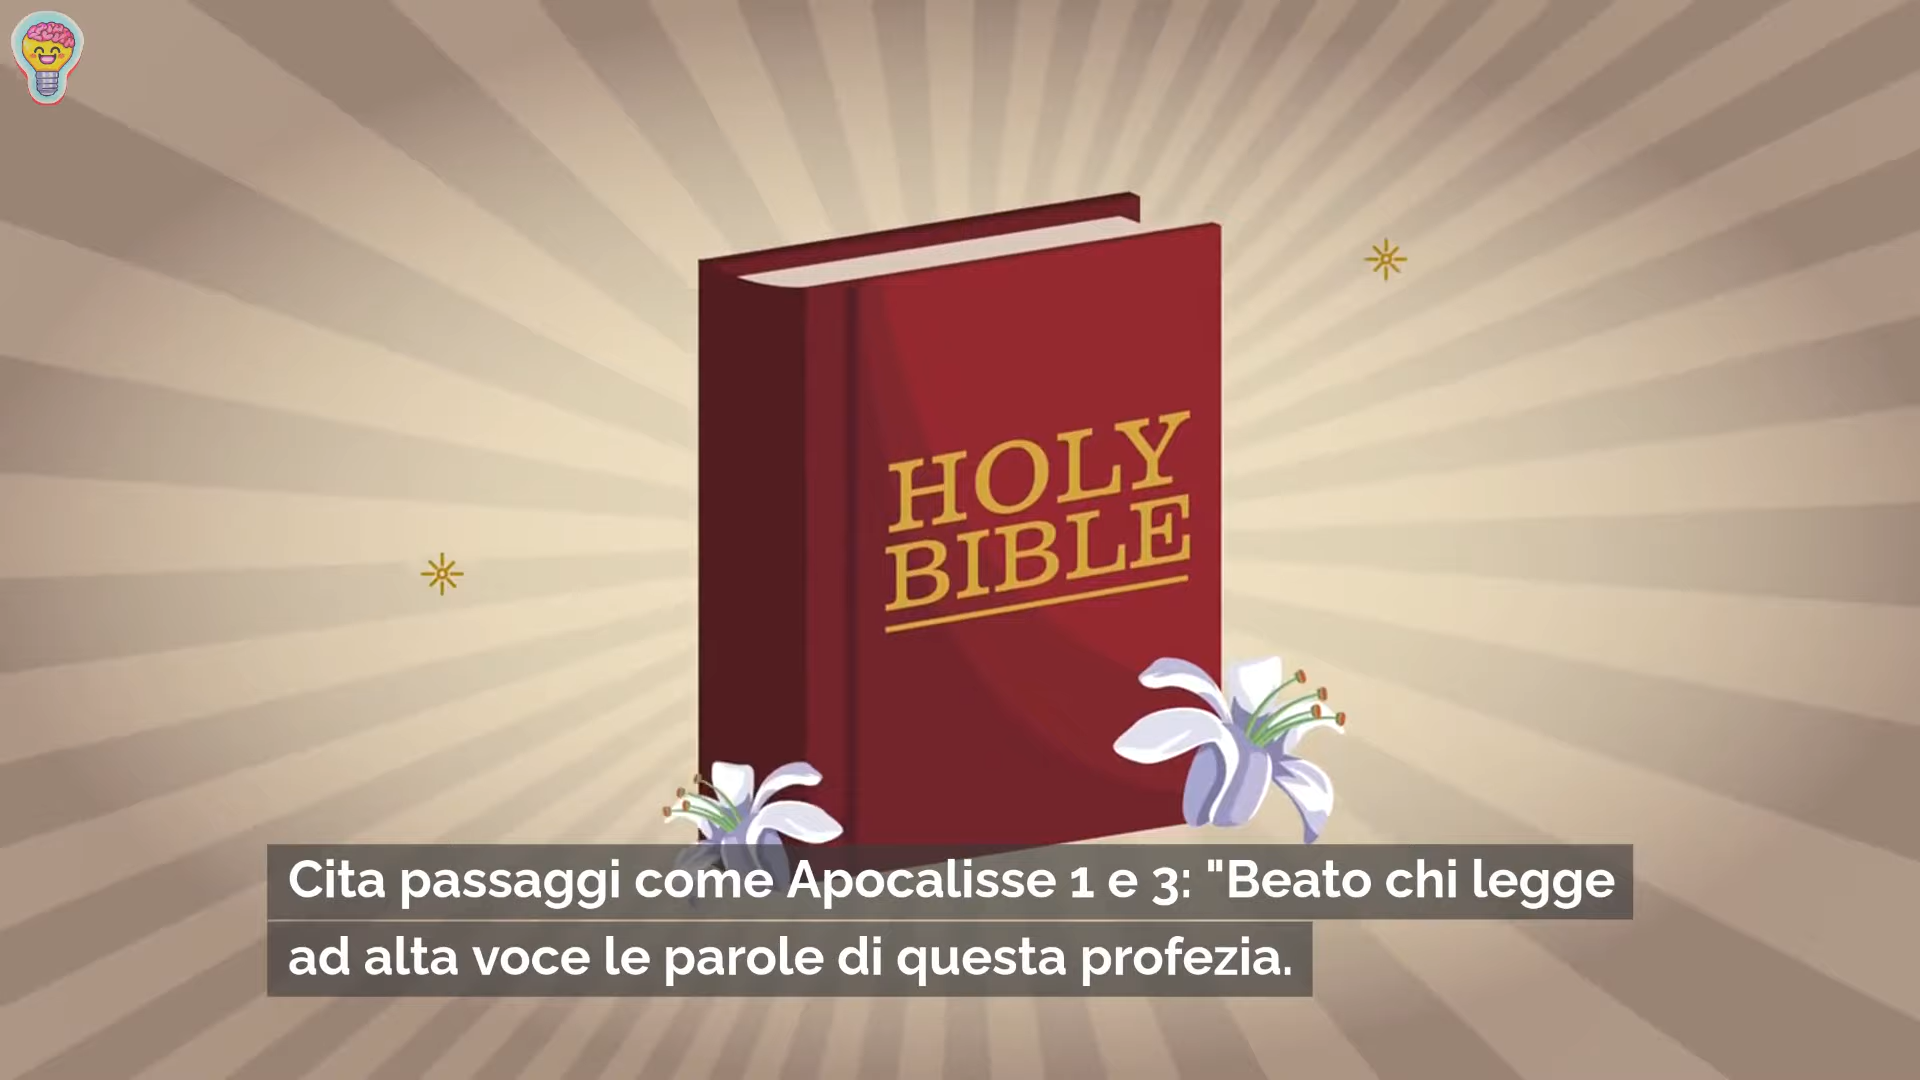 HOLY
BIBLE
Cita passaggi come Apocalisse 1 e 3: "Beato chi legge
ad alta voce le parole di questa profezia.